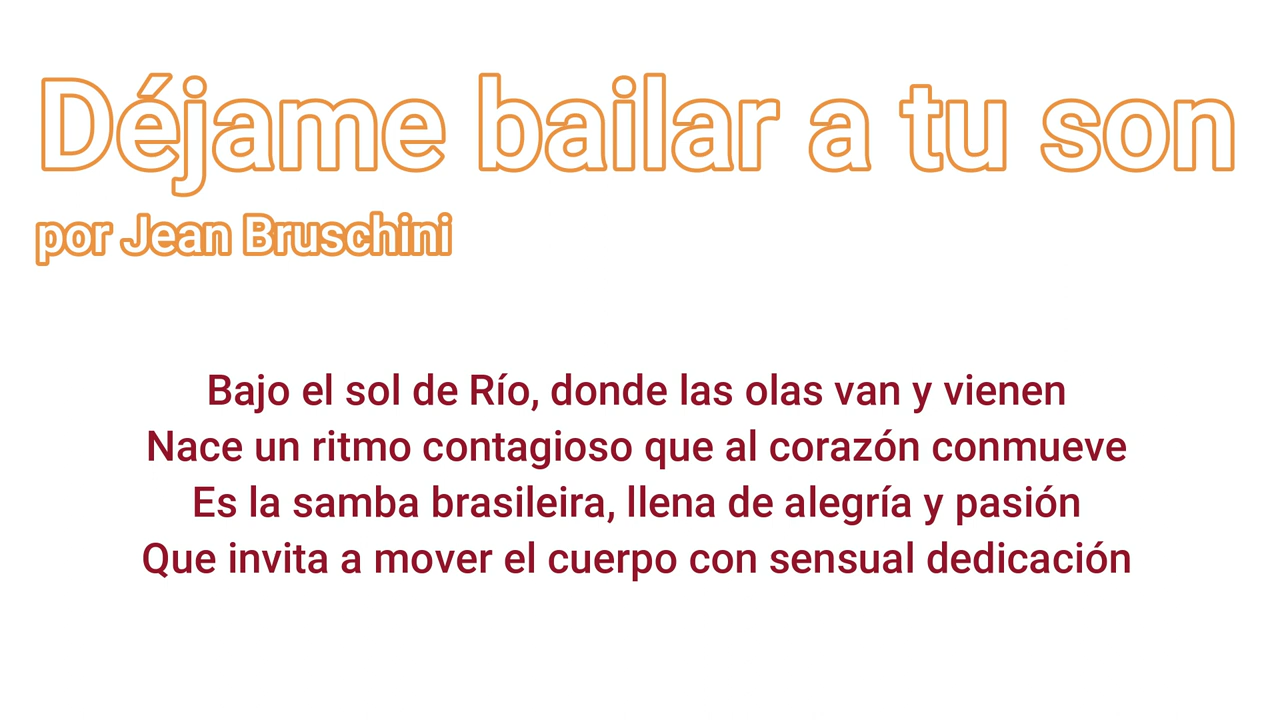 Déjame bailar a tu son
por Jean Bruschini
Bajo el sol de Río, donde las olas van y vienen
Nace un ritmo contagioso que al corazón conmueve
Es la samba brasileira, llena de alegría y pasión
Que invita a mover el cuerpo con sensual dedicación